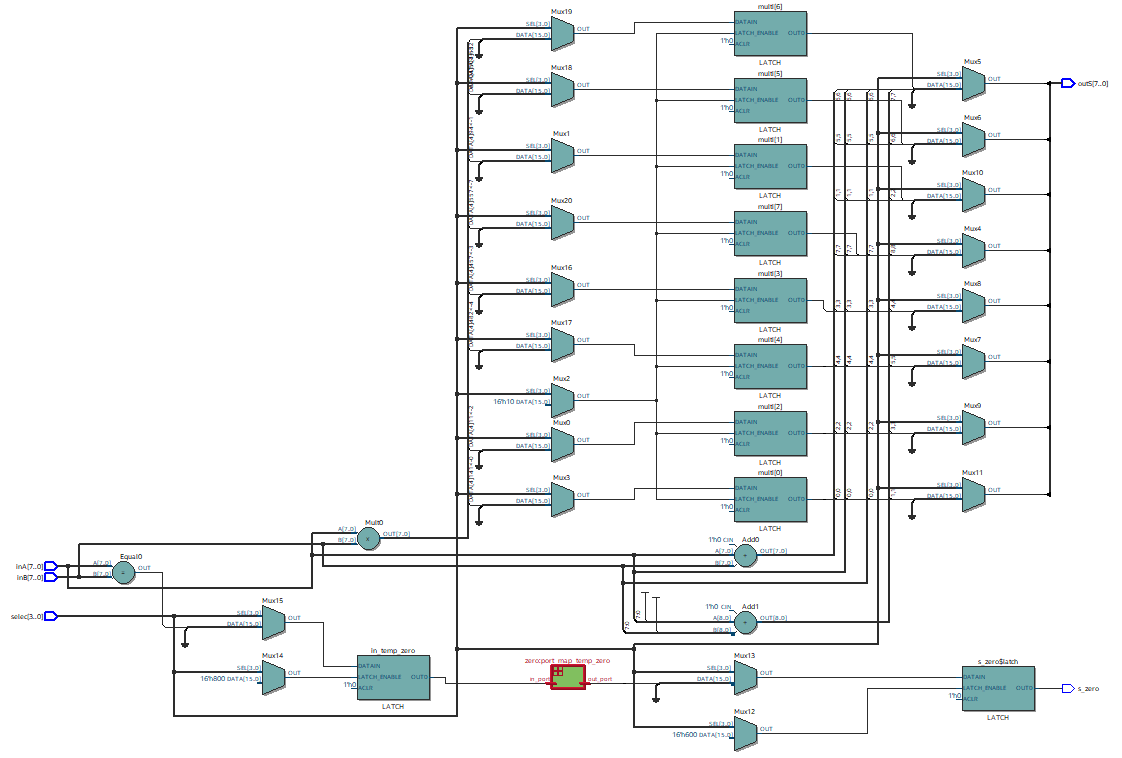 Mux19
SEL[3..0]
DATA[15..0]
OUT
multi[6]
DATAIN
LATCH_ENABLE
OUT0
1'h0
ACLR
LATCH
Mux18
SEL[3..0]
DATA[15..0]
OUT
multi[5]
DATAIN
LATCH_ENABLE
OUT0
1'h0
ACLR
LATCH
Mux1
SEL[3..0]
DATA[15..0]
OUT
multi[1]
DATAIN
LATCH_ENABLE
OUT0
1'h0
ACLR
LATCH
Mux20
SEL[3..0]
DATA[15..0]
OUT
multi[7]
DATAIN
LATCH_ENABLE
OUT0
1'h0
ACLR
LATCH
Mux16
SEL[3..0]
DATA[15..0]
OUT
multi[3]
DATAIN
LATCH_ENABLE
OUT0
1'h0
ACLR
LATCH
Mux17
SEL[3..0]
DATA[15..0]
OUT
multi[4]
DATAIN
LATCH_ENABLE
OUT0
1'h0
ACLR
LATCH
Mux2
SEL[3..0]
16'h10 DATA[15..0]
OUT
Mux0
SEL[3..0]
DATA[15..0]
OUT
multi[2]
DATAIN
LATCH_ENABLE
OUT0
1'h0
ACLR
LATCH
Mux3
SEL[3..0]
DATA[15..0]
OUT
multi[0]
DATAIN
LATCH_ENABLE
OUT0
1'h0
ACLR
LATCH
Mux5
SEL[3..0]
DATA[15..0]
OUT
outS[7..0]
Mux6
SEL[3..0]
DATA[15..0]
OUT
Mux10
SEL[3..0]
DATA[15..0]
OUT
Mux4
SEL[3..0]
DATA[15..0]
OUT
Mux8
SEL[3..0]
DATA[15..0]
OUT
Mux7
SEL[3..0]
DATA[15..0]
OUT
Mux9
SEL[3..0]
DATA[15..0]
OUT
Mux11
SEL[3..0]
DATA[15..0]
OUT
Mult0
A[7..0]
B[7..0]
×
OUT[7..0]
Equal0
inA[7..0]
inB[7..0]
A[7..0]
B[7..0]
=
OUT
Add0
1'h0 CIN
A[7..0]
B[7..0]
+
OUT[7..0]
Add1
1'h0 CIN
A[8..0]
B[8..0]
+
OUT[8..0]
7:0
7:0
selec[3..0]
Mux15
SEL[3..0]
DATA[15..0]
OUT
Mux14
SEL[3..0]
16'h800 DATA[15..0]
OUT
in_temp_zero
DATAIN
LATCH_ENABLE
OUT0
1'h0
ACLR
LATCH
zero:port_map_temp_zero
in_port
out_port
Mux13
SEL[3..0]
DATA[15..0]
OUT
Mux12
SEL[3..0]
16'h600 DATA[15..0]
OUT
s_zero$latch
DATAIN
LATCH_ENABLE
OUT0
1'h0
ACLR
LATCH
s_zero